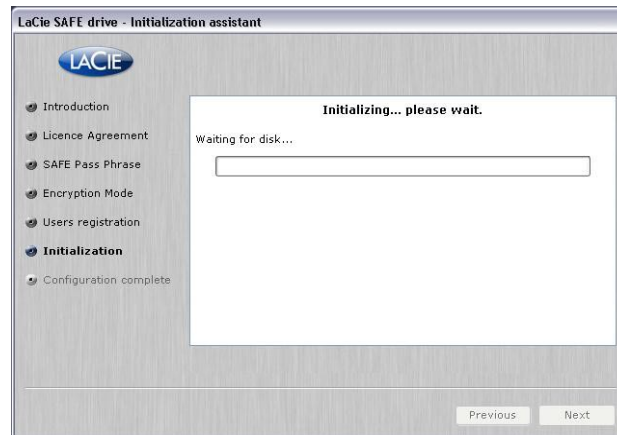 LaCie SAFE drive - Initialization assistant
LACIE
Introduction
Licence Agreement
SAFE Pass Phrase
Encryption Mode
Users registration
Initialization
Configuration complete
Initializing... please wait.
Waiting for disk...
Previous
Next